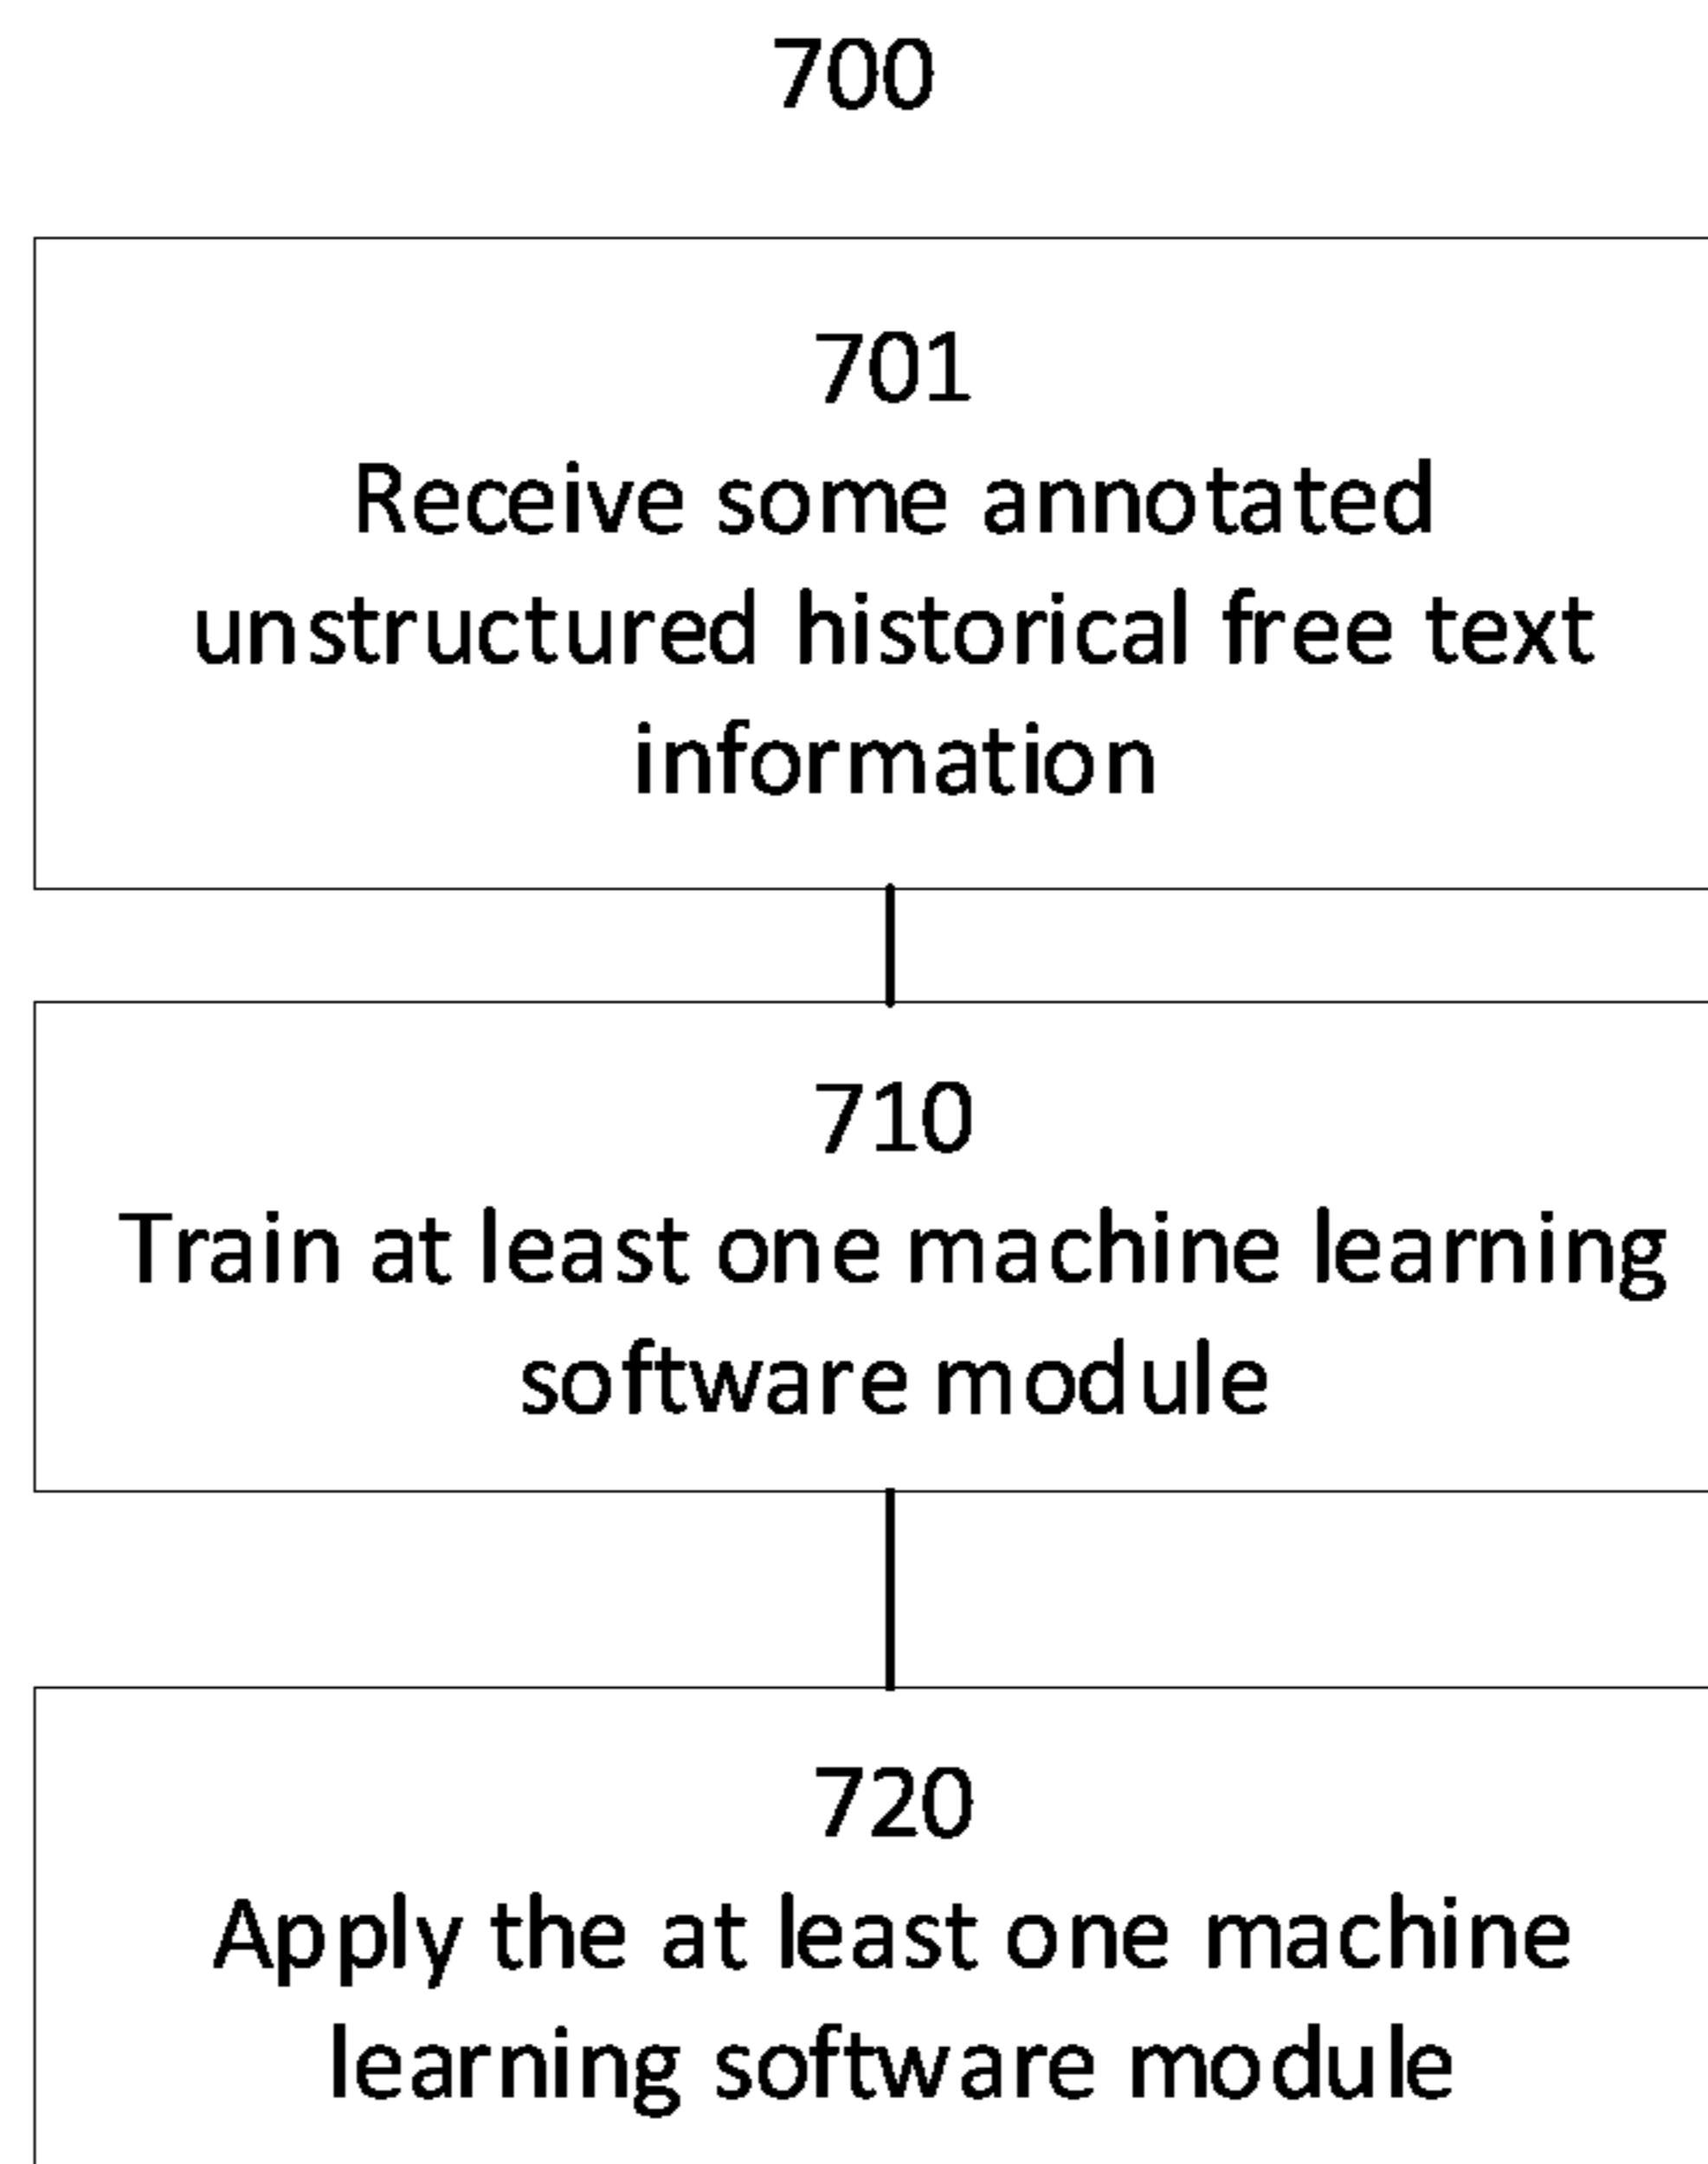 700
701
Receive some annotated
unstructured historical free text
information
710
Train at least one machine learning
software module
720
Apply the at least one machine
learning software module